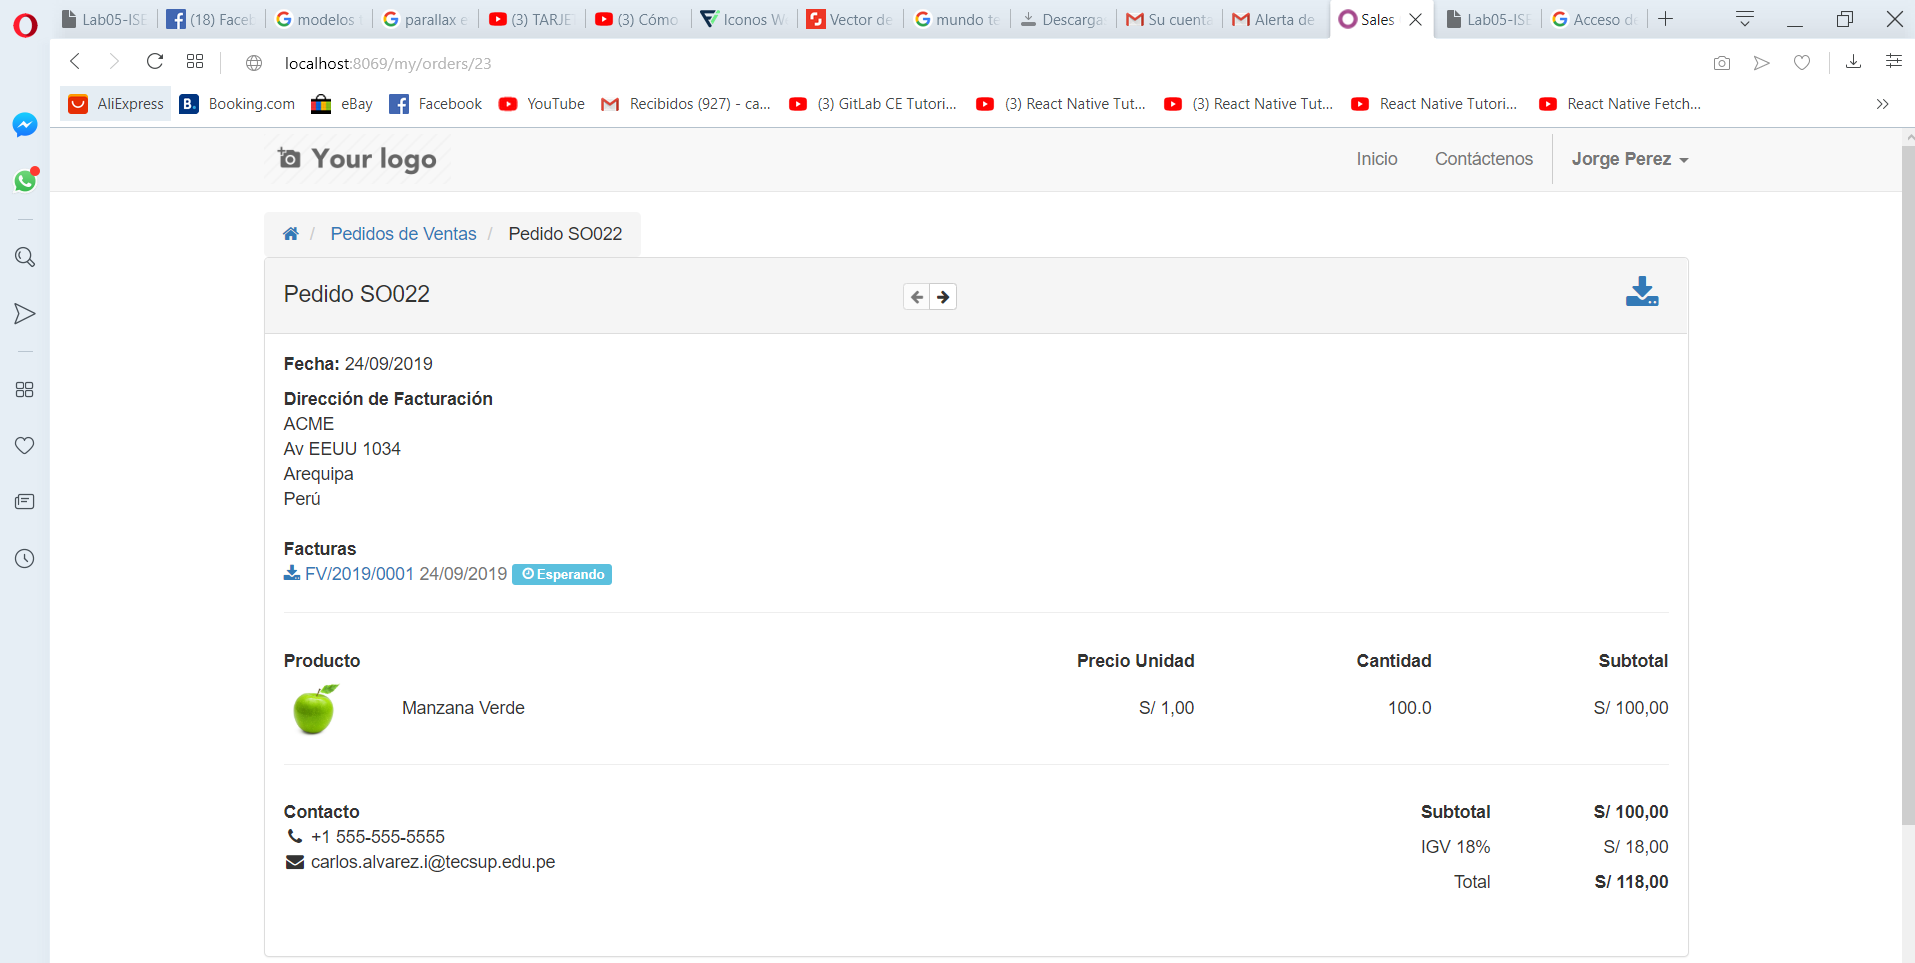 Lab05-ISE
(18) Faceb
modelos
parallax e
(3) TARJE
(3) Cómo
Iconos W
Vector de
mundo te
Descargas
Su cuenta
Alerta de
Sales
Lab05-ISE
Acceso d
localhost:8069/my/orders/23
AliExpress
Booking.com
eBay
Facebook
YouTube
Recibidos (927) - ca...
(3) GitLab CE Tutori...
(3) React Native Tut...
(3) React Native Tut...
React Native Tutori...
React Native Fetch...
Your logo
Inicio
Contáctenos
Jorge Perez
/ Pedidos de Ventas / Pedido SO022
Pedido SO022
Fecha: 24/09/2019
Dirección de Facturación
ACME
Av EEUU 1034
Arequipa
Perú
Facturas
FV/2019/0001 24/09/2019 Esperando
Producto Precio Unidad Cantidad Subtotal
Manzana Verde S/ 1,00 100.0 S/ 100,00
Contacto
+1 555-555-5555
carlos.alvarez.i@tecsup.edu.pe
Subtotal S/ 100,00
IGV 18% S/ 18,00
Total S/ 118,00